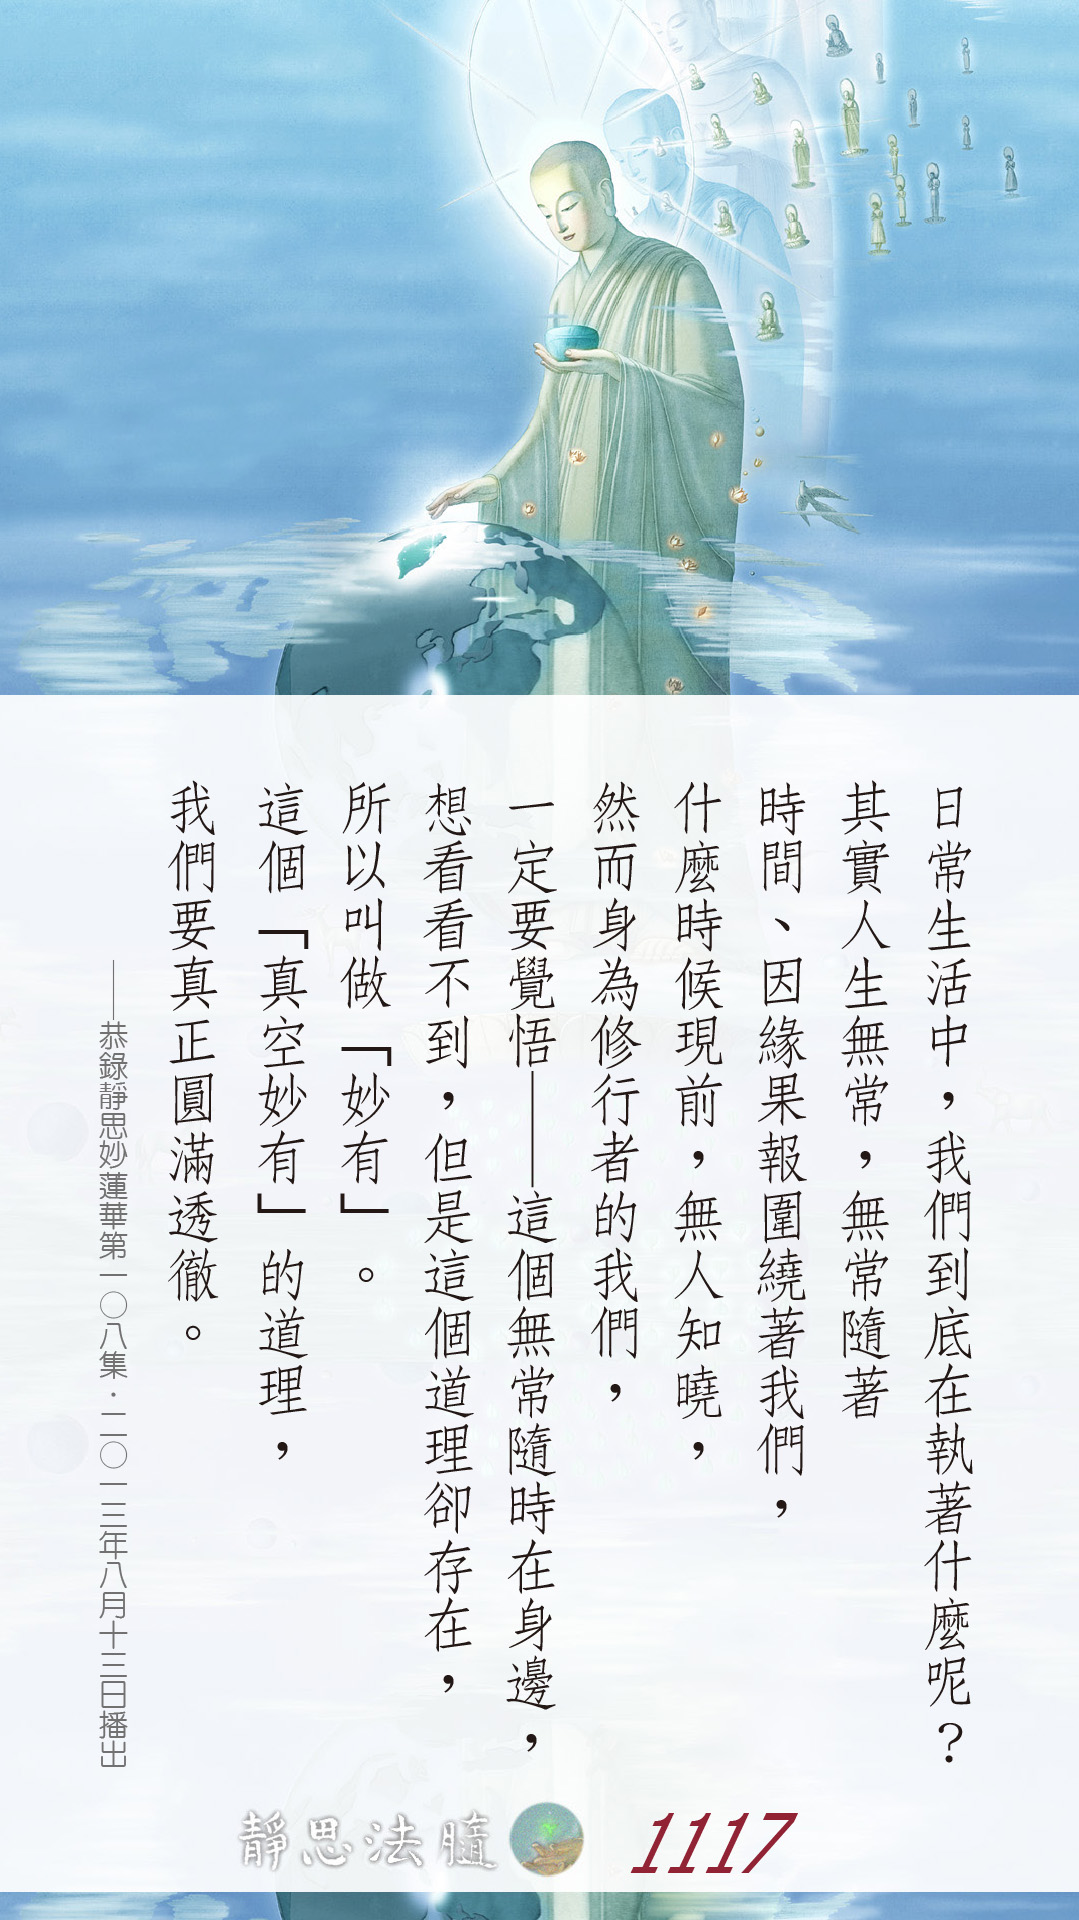 日常生活中，我們到底在執著什麼呢？
其實人生無常，無常隨著
時間、因緣果報圍繞著我們，
什麼時候現前，無人知曉，
然而身為修行者的我們，
一定要覺悟——這個無常隨時在身邊，
想看看不到，但是這個道理卻存在，
所以叫做「妙有」。
這個「真空妙有」的道理，
我們要真正圓滿透徹。
——恭錄靜思妙蓮華第一〇八集．二〇一三年八月十三日播出
靜思法髓
1117